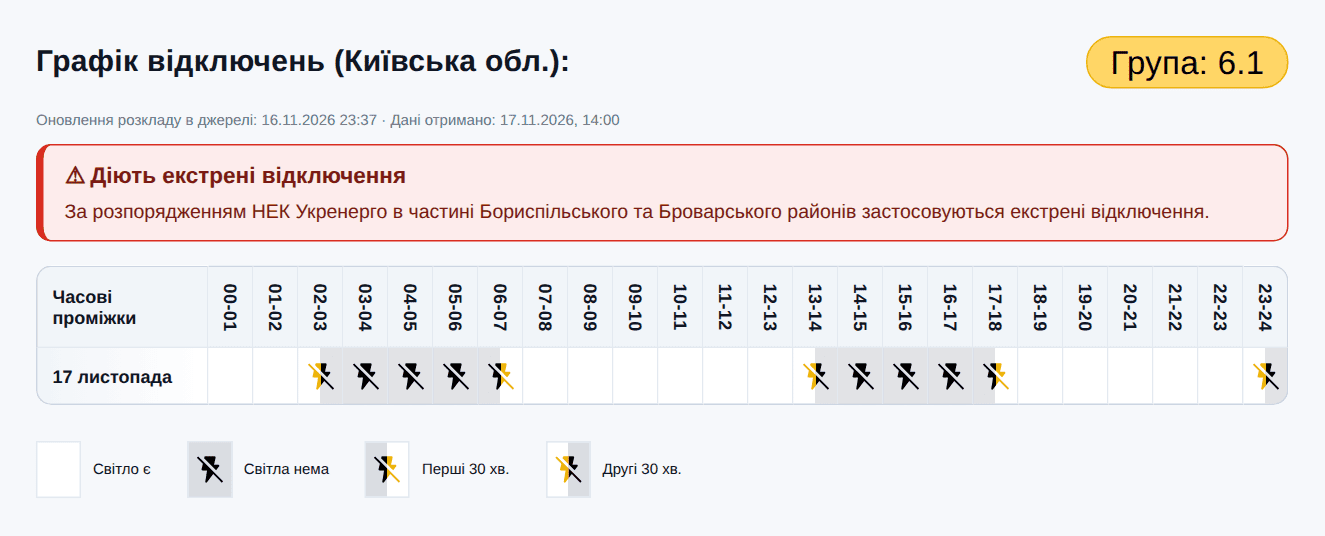 Графік відключень (Київська обл.):
Група: 6.1
Оновлення розкладу в джерелі: 16.11.2026 23:37 · Дані отримано: 17.11.2026, 14:00
⚠ Діють екстрені відключення
За розпорядженням НЕК Укренерго в частині Бориспільського та Броварського районів застосовуються екстрені відключення.
Часові
проміжки
00-01
01-02
02-03
03-04
04-05
05-06
06-07
07-08
08-09
09-10
10-11
11-12
12-13
13-14
14-15
15-16
16-17
17-18
18-19
19-20
20-21
21-22
22-23
23-24
17 листопада
Світло є
Світла нема
Перші 30 хв.
Другі 30 хв.